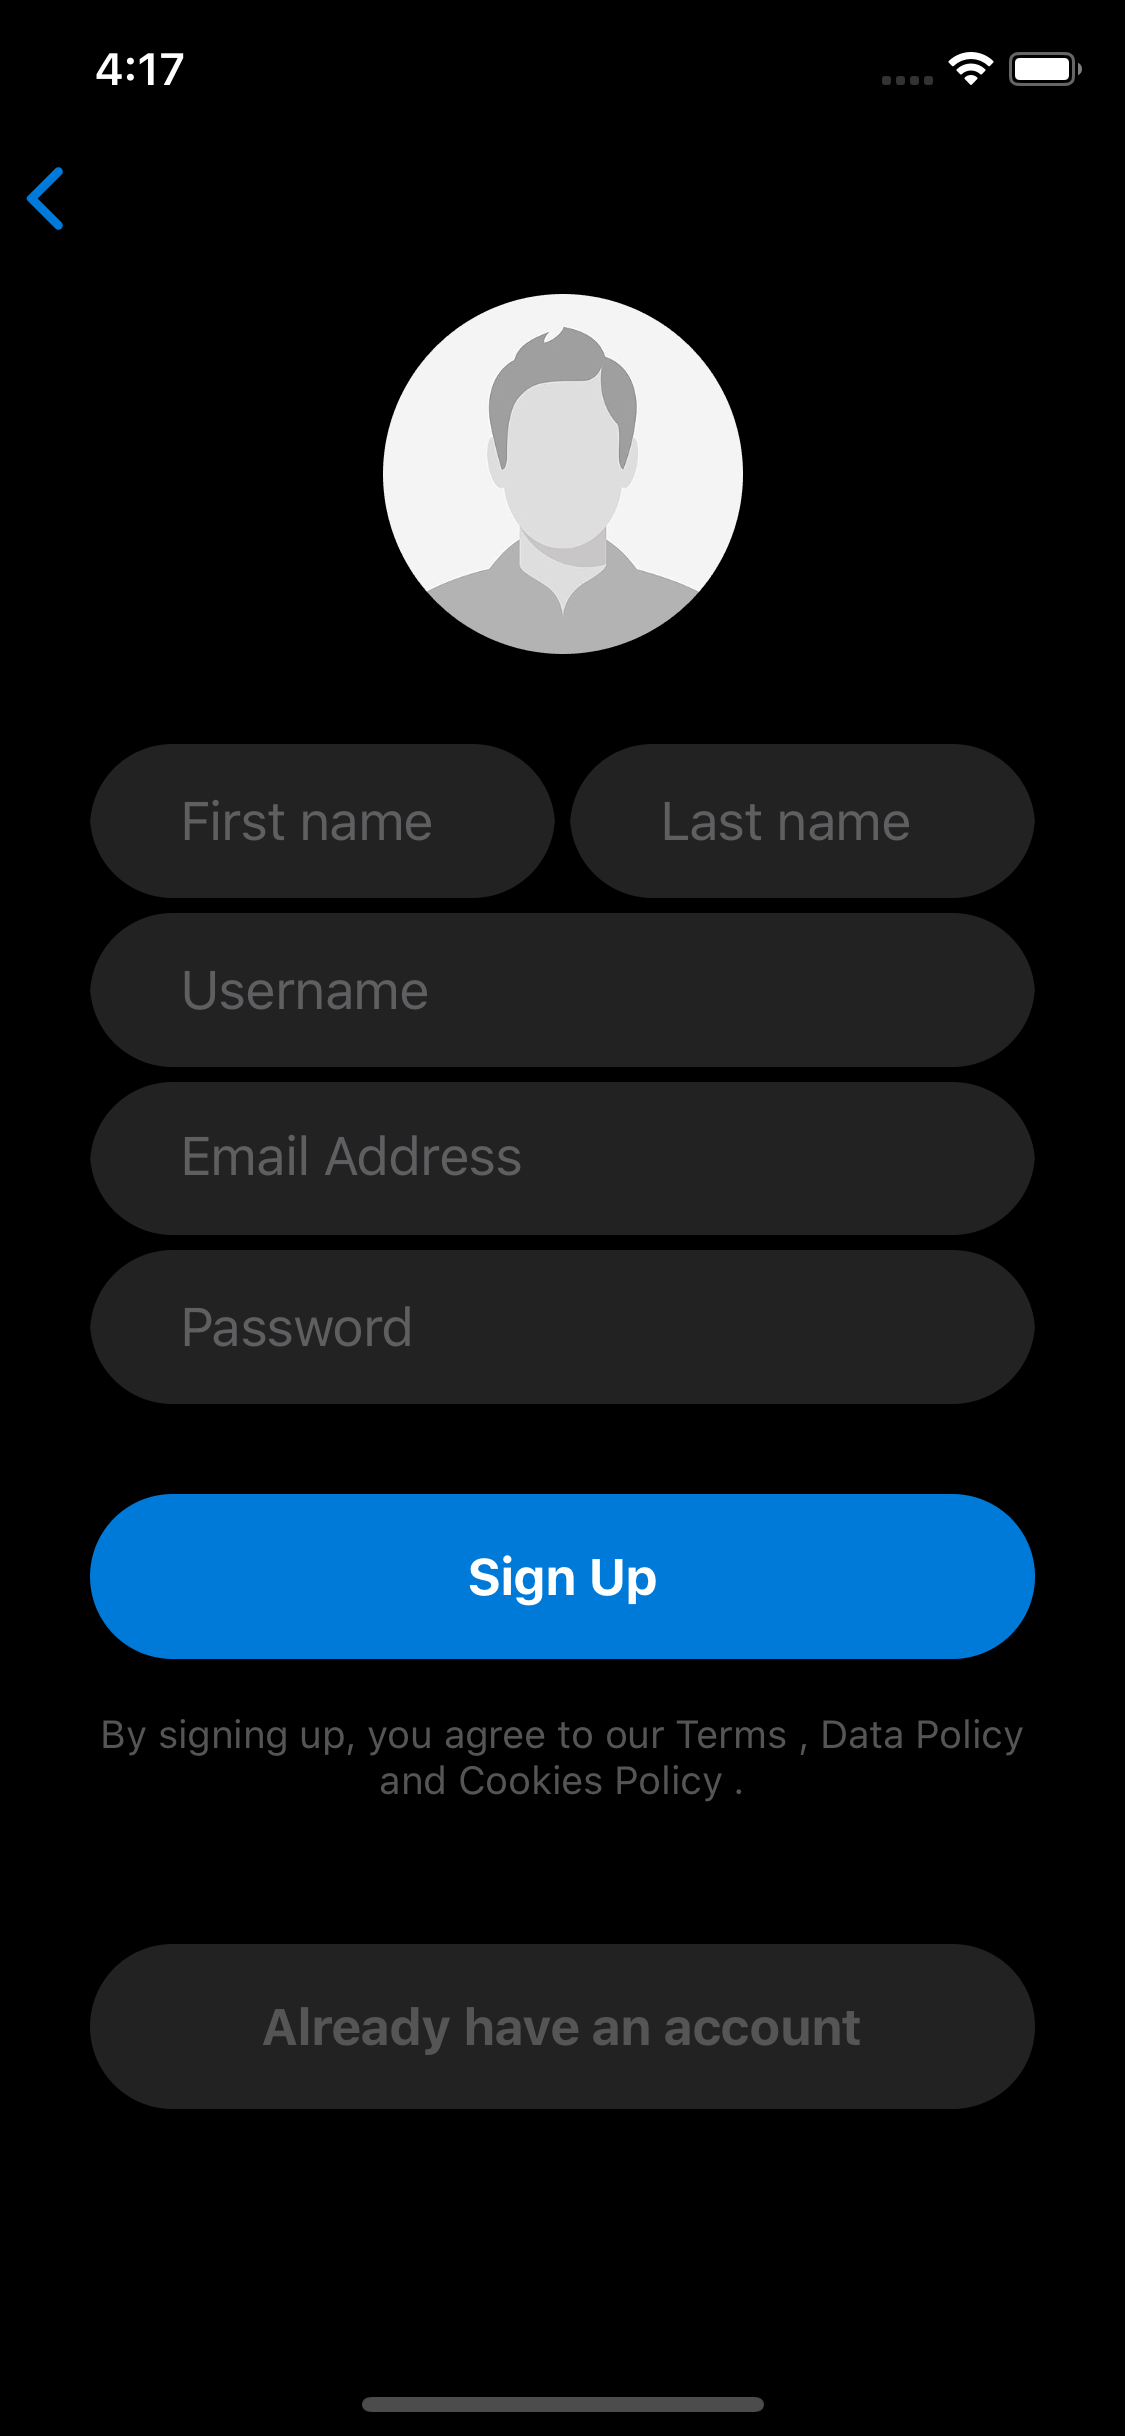 4:17
First name
Last name
Username
Email Address
Password
Sign Up
By signing up, you agree to our Terms , Data Policy
and Cookies Policy .
Already have an account